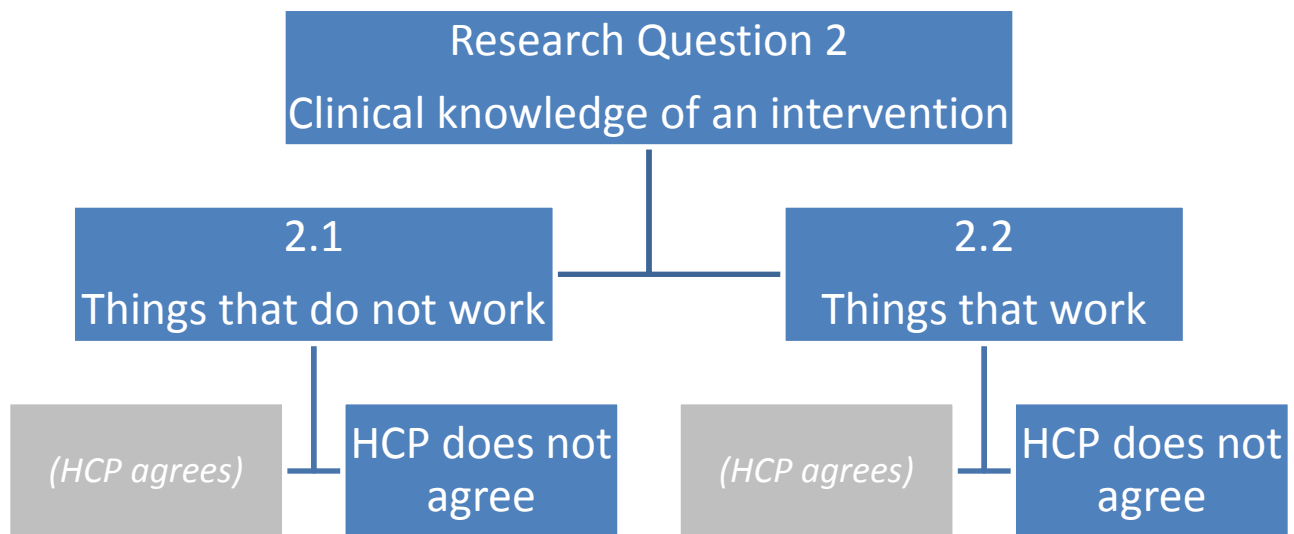 Research Question 2
Clinical knowledge of an intervention
2.1
Things that do not work
2.2
Things that work
(HCP agrees)
HCP does not
agree
(HCP agrees)
HCP does not
agree